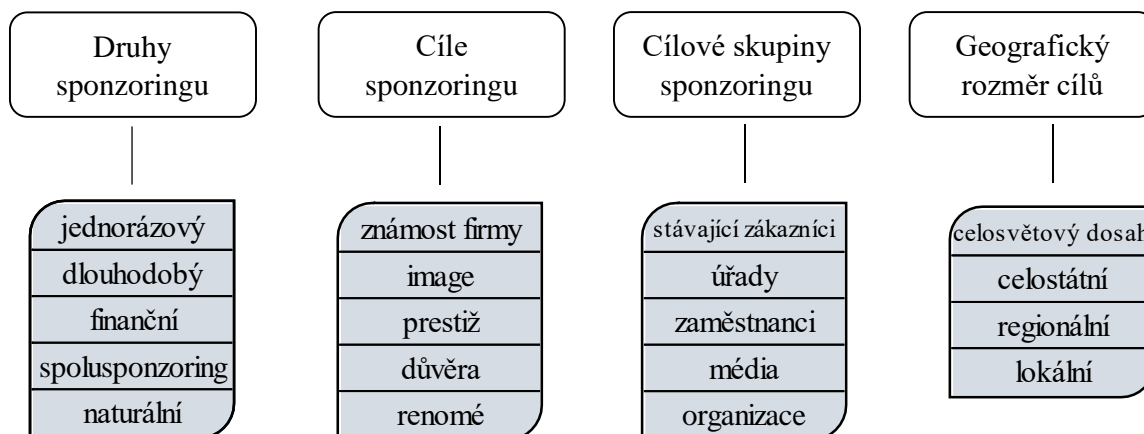 Druhy
sponzoringu
Cíle
sponzoringu
Cílové skupiny
sponzoringu
Geografický
rozměr cílů
jednorázový
dlouhodobý
finanční
spolusponzoring
naturální
známost firmy
image
prestiž
důvěra
renomé
stávající zákazníci
úřady
zaměstnanci
média
organizace
celosvětový dosah
celostátní
regionální
lokální